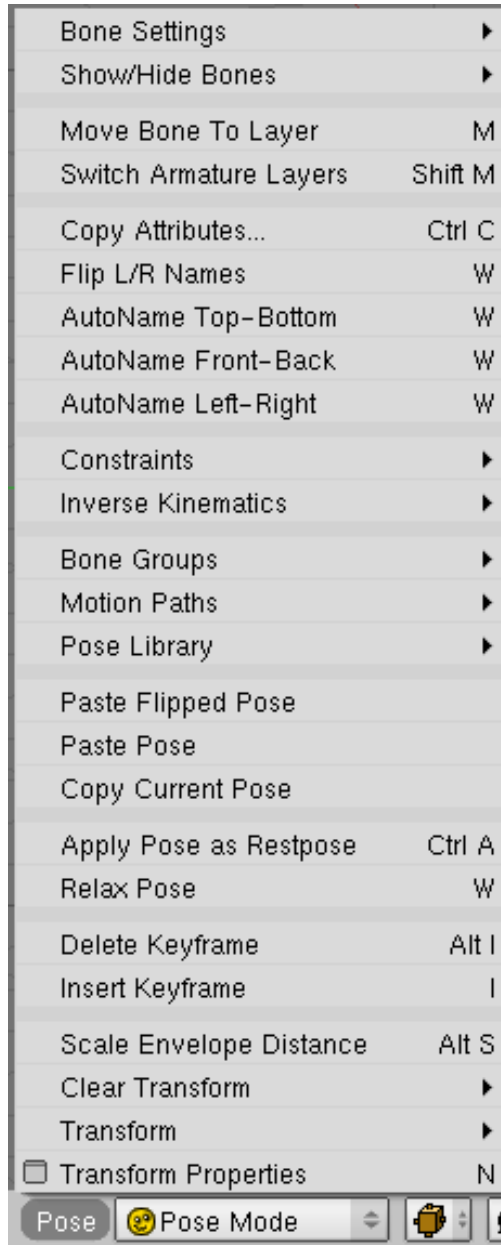 Bone Settings
Show/Hide Bones
Move Bone To Layer M
Switch Armature Layers Shift M
Copy Attributes... Ctrl C
Flip L/R Names W
AutoName Top-Bottom W
AutoName Front-Back W
AutoName Left-Right W
Constraints
Inverse Kinematics
Bone Groups
Motion Paths
Pose Library
Paste Flipped Pose
Paste Pose
Copy Current Pose
Apply Pose as Restpose Ctrl A
Relax Pose W
Delete Keyframe Alt I
Insert Keyframe I
Scale Envelope Distance Alt S
Clear Transform
Transform
Transform Properties N
Pose Pose Mode